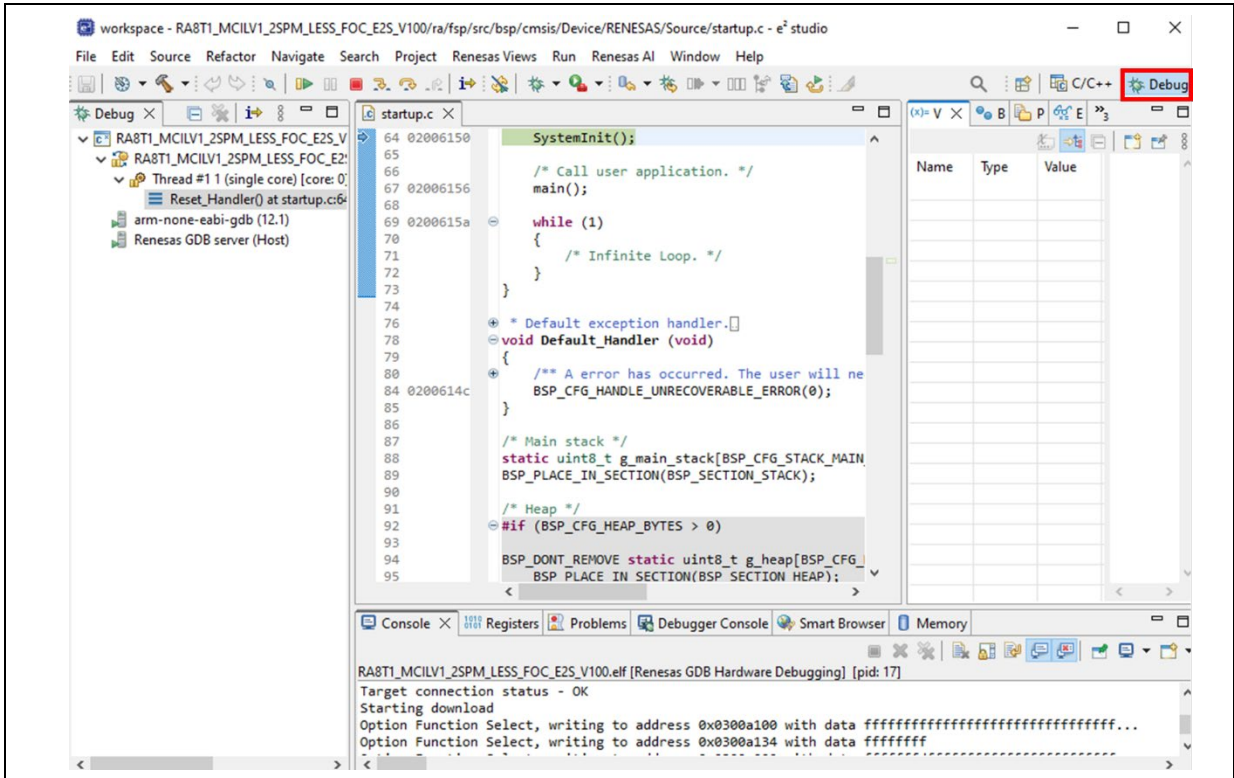 workspace - RA8T1_MCILV1_2SPM_LESS_FOC_E2S_V100/ra/fsp/src/bsp/cmsis/Device/RENESAS/Source/startup.c - e² studio
File Edit Source Refactor Navigate Search Project Renesas Views Run Renesas AI Window Help
C/C++ Debug
Debug
RA8T1_MCILV1_2SPM_LESS_FOC_E2S_V
RA8T1_MCILV1_2SPM_LESS_FOC_E2
Thread #1 1 (single core) [core: 0]
Reset_Handler() at startup.c:64
arm-none-eabi-gdb (12.1)
Renesas GDB server (Host)
startup.c
64 02006150 SystemInit();
65
66 /* Call user application. */
67 02006156 main();
68
69 0200615a while (1)
70 {
71 /* Infinite Loop. */
72 }
73 }
74
76 * Default exception handler.
78 void Default_Handler (void)
79 {
80 /** A error has occurred. The user will ne
84 0200614c BSP_CFG_HANDLE_UNRECOVERABLE_ERROR(0);
85 }
86
87 /* Main stack */
88 static uint8_t g_main_stack[BSP_CFG_STACK_MAIN_
89 BSP_PLACE_IN_SECTION(BSP_SECTION_STACK);
90
91 /* Heap */
92 #if (BSP_CFG_HEAP_BYTES > 0)
93
94 BSP_DONT_REMOVE static uint8_t g_heap[BSP_CFG_
95 BSP_PLACE_IN_SECTION(BSP_SECTION_HEAP);
(x)= V B P E »3
Name Type Value
Console Registers Problems Debugger Console Smart Browser Memory
RA8T1_MCILV1_2SPM_LESS_FOC_E2S_V100.elf [Renesas GDB Hardware Debugging] [pid: 17]
Target connection status - OK
Starting download
Option Function Select, writing to address 0x0300a100 with data ffffffffffffffffffffffffffffffff...
Option Function Select, writing to address 0x0300a134 with data ffffffff